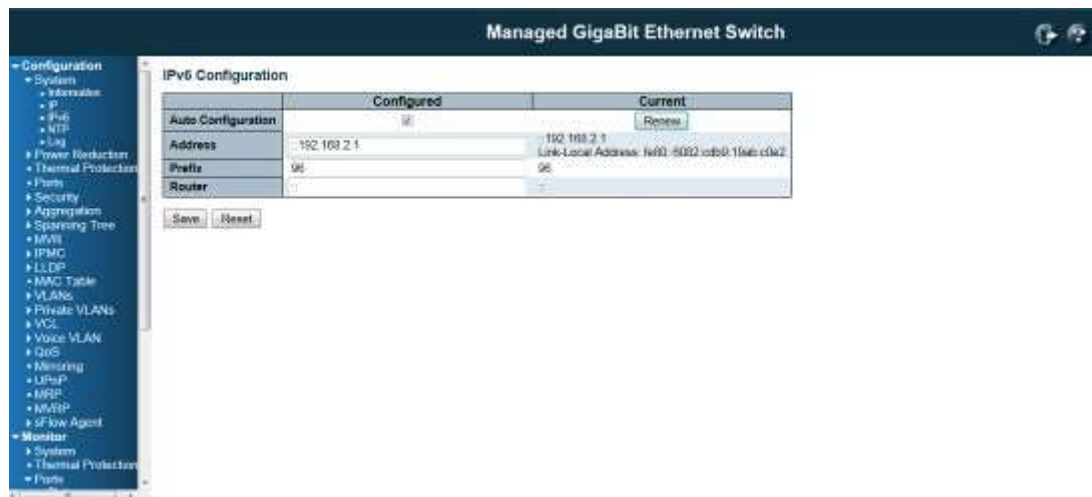 Managed GigaBit Ethernet Switch
Configuration
System
Information
IP
IPv6
NTP
Log
Power Reduction
Thermal Protection
Ports
Security
Aggregation
Spanning Tree
MVR
IPMC
LLDP
MAC Table
VLANs
Private VLANs
VCL
Voice VLAN
QoS
Mirroring
UPnP
MRP
MVRP
sFlow Agent
Monitor
System
Thermal Protection
Ports
IPv6 Configuration
Configured Current
Auto Configuration Renew
Address ::192.168.2.1 ::192.168.2.1
Link-Local Address:
Prefix 96 96
Router :: ::
Save Reset